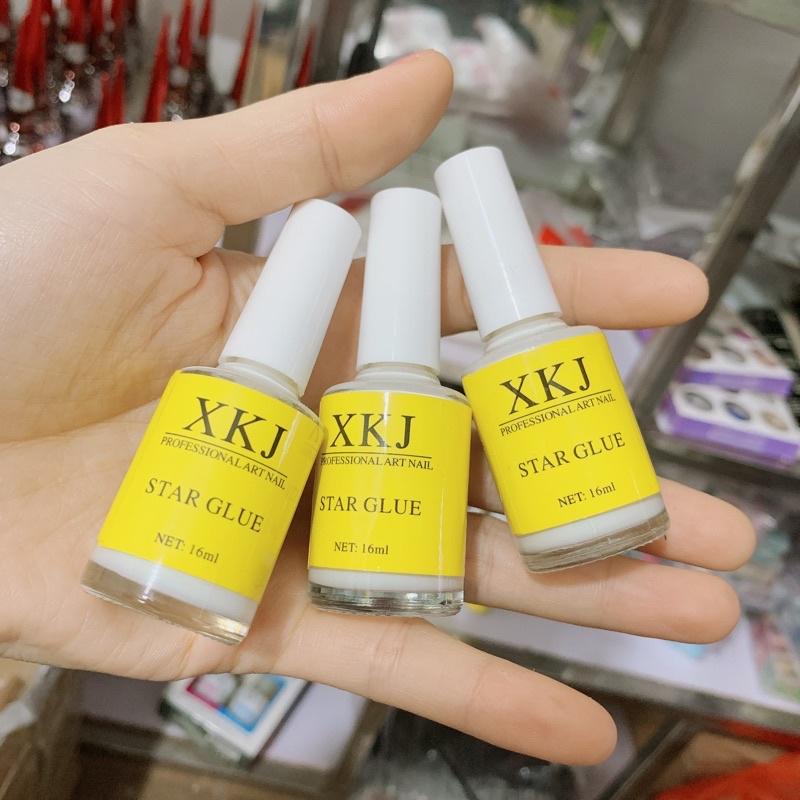 XKJ
PROFESSIONAL ART NAIL
STAR GLUE
NET: 16ml
XKJ
PROFESSIONAL ART NAIL
STAR GLUE
NET: 16ml
XKJ
PROFESSIONAL ART NAIL
STAR GLUE
NET: 16ml